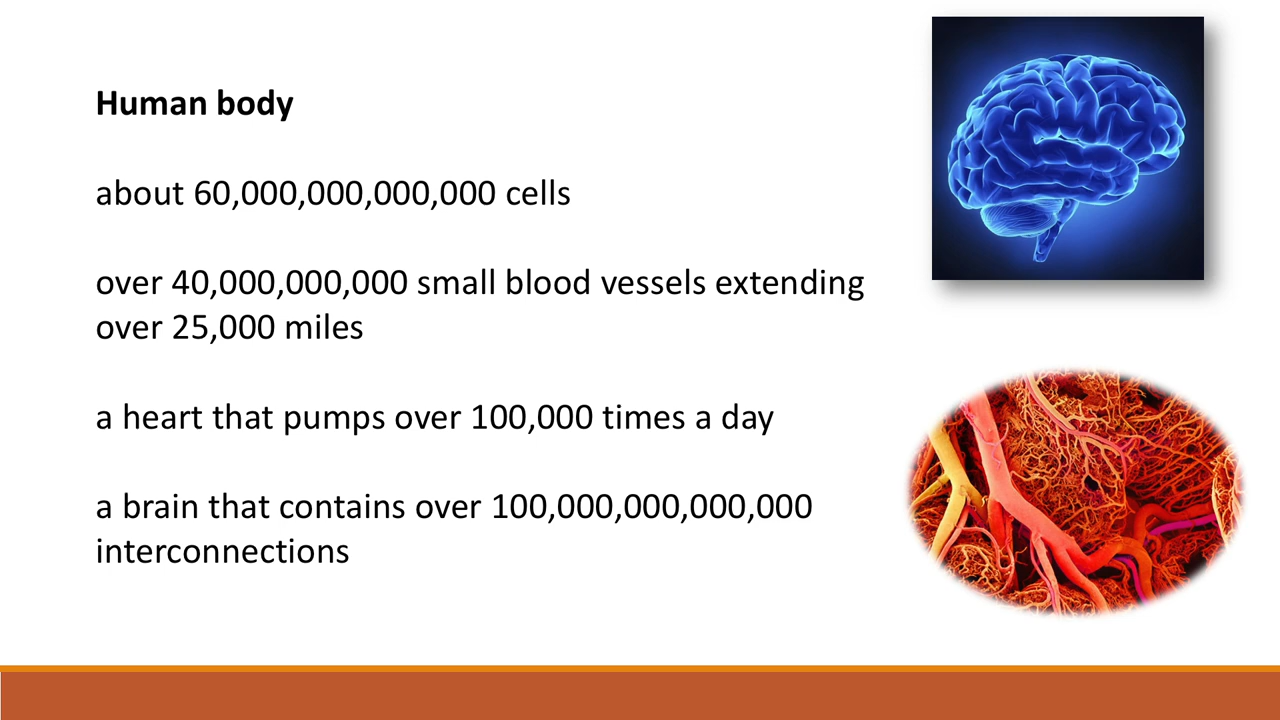 Human body
about 60,000,000,000,000 cells
over 40,000,000,000 small blood vessels extending
over 25,000 miles
a heart that pumps over 100,000 times a day
a brain that contains over 100,000,000,000,000
interconnections